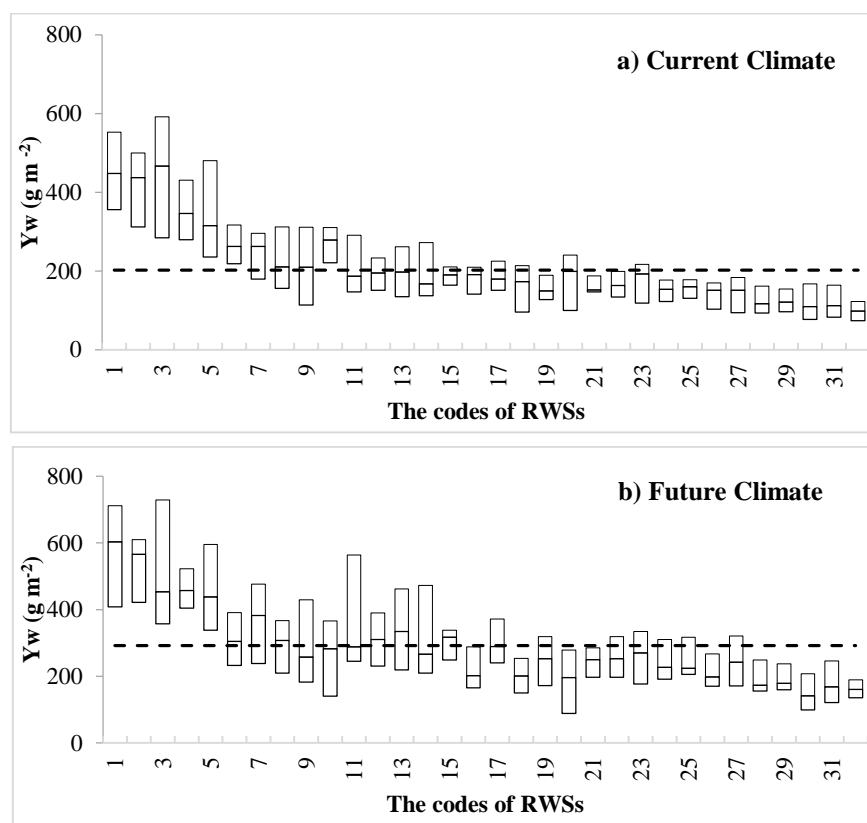 800
a) Current Climate
600
400
200
0
Yw (g m -2)
1 3 5 7 9 11 13 15 17 19 21 23 25 27 29 31
The codes of RWSs
800
b) Future Climate
600
400
200
0
Yw (g m-2)
1 3 5 7 9 11 13 15 17 19 21 23 25 27 29 31
The codes of RWSs